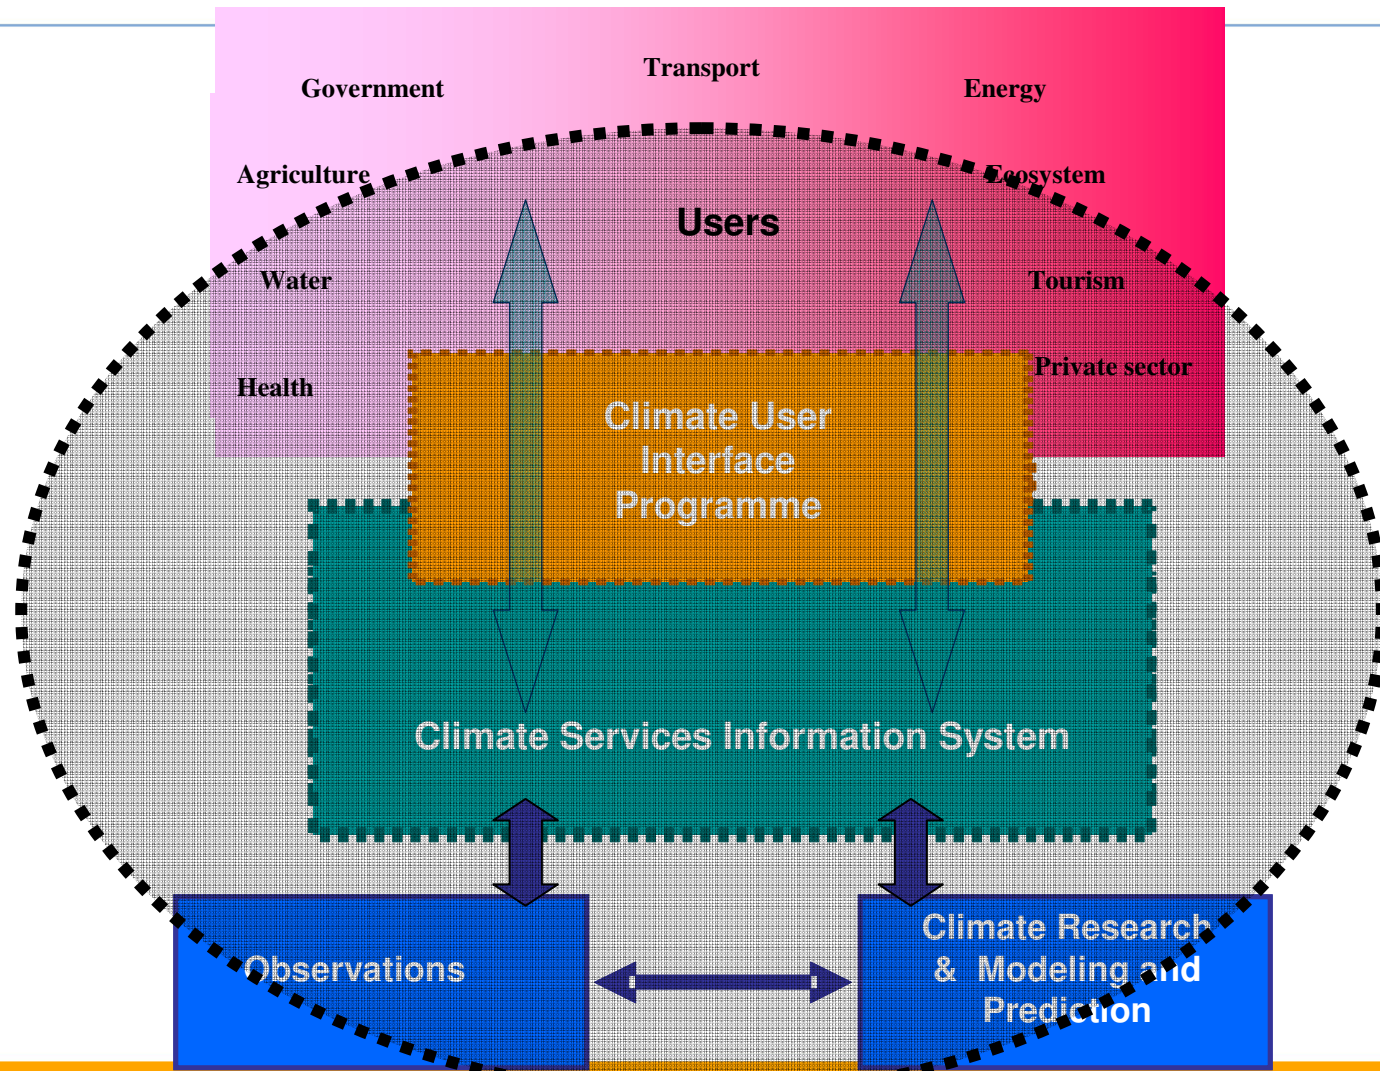 Transport
Government
Energy
Agriculture
Ecosystem
Users
Water
Tourism
Private sector
Health
Climate User
Interface
Programme
Climate Services Information System
Observations
Climate Research
& Modeling and
Prediction